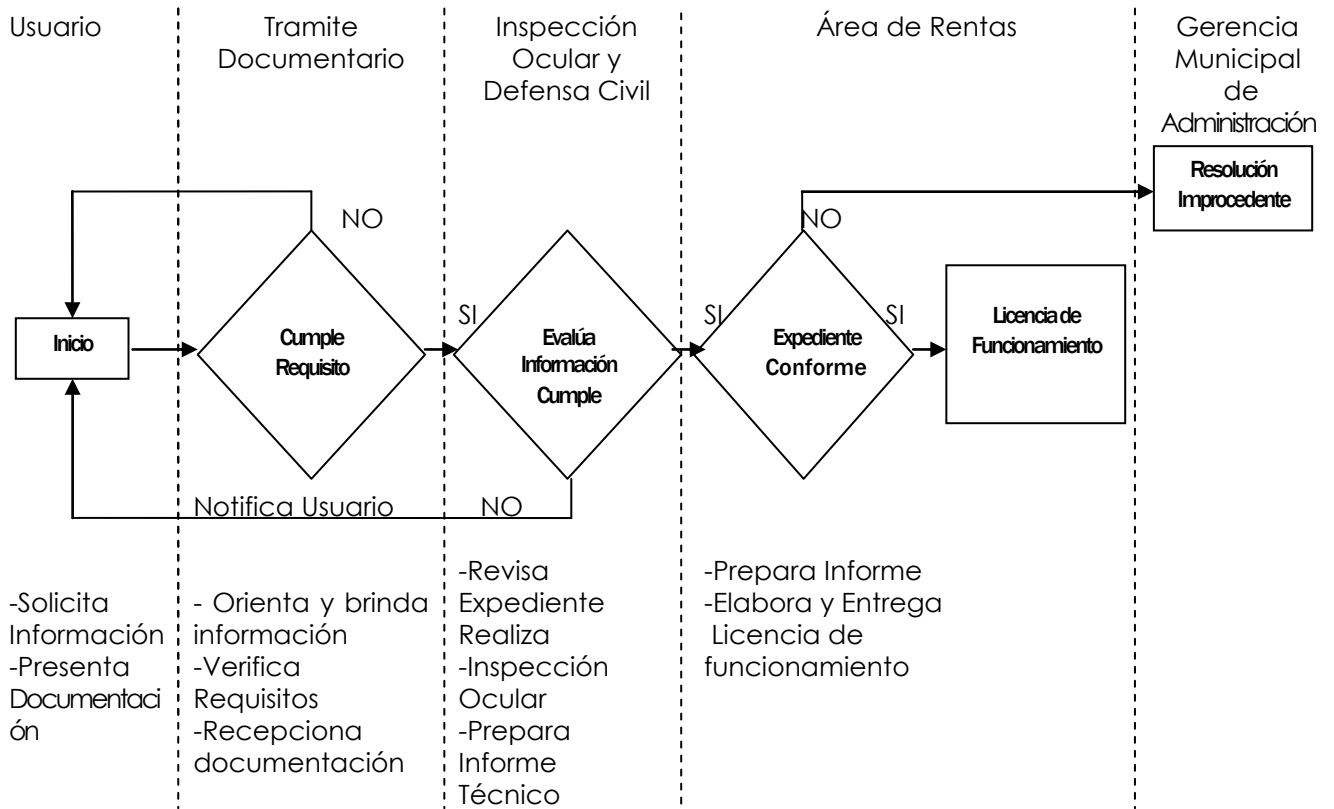 Usuario
Tramite
Documentario
Inspección
Ocular y
Defensa Civil
Área de Rentas
Gerencia
Municipal
de
Administración
Resolución
Improcedente
NO
NO
Inicio
Cumple
Requisito
SI
Evalúa
Información
Cumple
SI
Expediente
Conforme
SI
Licencia de
Funcionamiento
Notifica Usuario
NO
-Solicita
Información
-Presenta
Documentaci
ón
- Orienta y brinda
información
-Verifica
Requisitos
-Recepciona
documentación
-Revisa
Expediente
Realiza
-Inspección
Ocular
-Prepara
Informe
Técnico
-Prepara Informe
-Elabora y Entrega
Licencia de
funcionamiento